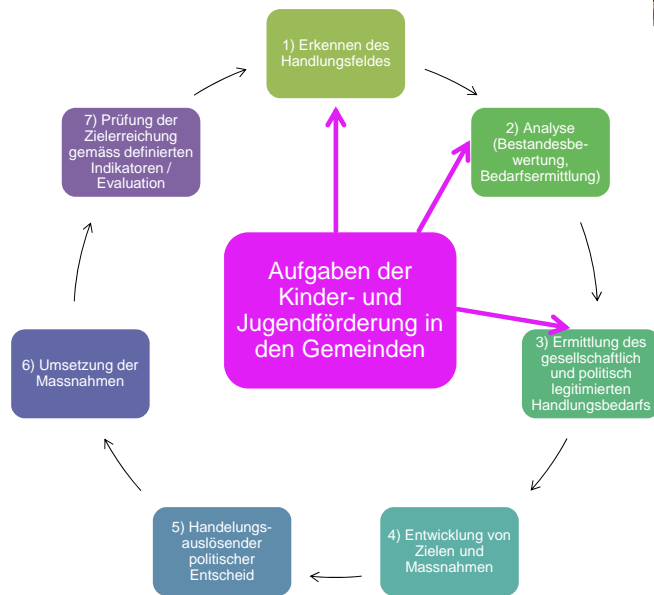 1) Erkennen des
Handlungsfeldes
2) Analyse
(Bestandesbe-
wertung,
Bedarfsermittlung)
3) Ermittlung des
gesellschaftlich
und politisch
legitimierten
Handlungsbedarfs
4) Entwicklung von
Zielen und
Massnahmen
5) Handelungs-
auslösender
politischer
Entscheid
6) Umsetzung der
Massnahmen
7) Prüfung der
Zielerreichung
gemäss definierten
Indikatoren /
Evaluation
Aufgaben der
Kinder- und
Jugendförderung in
den Gemeinden